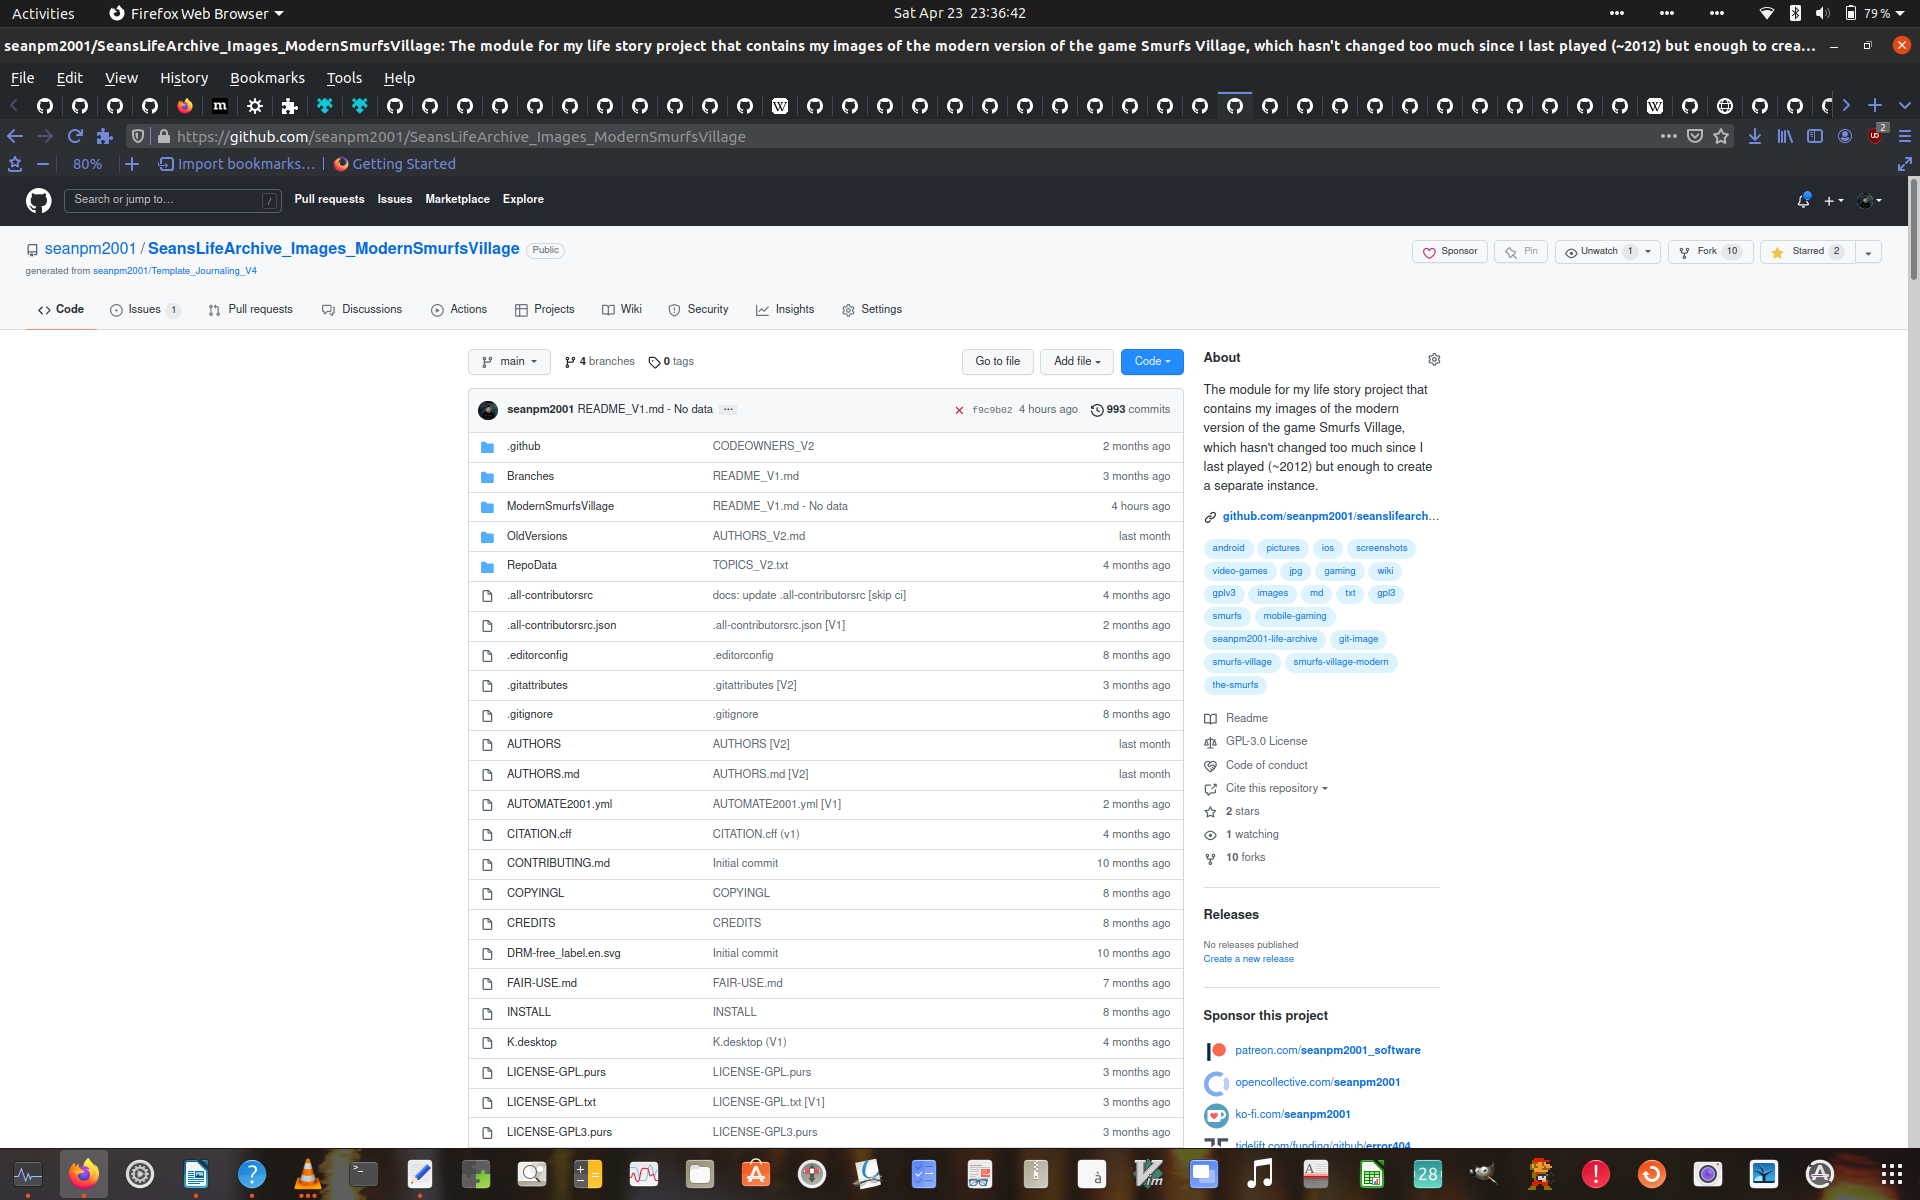 Activities
Firefox Web Browser
Sat Apr 23 23:36:42
79 %
seanpm2001/SeansLifeArchive_Images_ModernSmurfsVillage: The module for my life story project that contains my images of the modern version of the game Smurfs Village, which hasn't changed too much since I last played (~2012) but enough to crea...
File Edit View History Bookmarks Tools Help
https://github.com/seanpm2001/SeansLifeArchive_Images_ModernSmurfsVillage
2
80% Import bookmarks... Getting Started
Search or jump to... /
Pull requests Issues Marketplace Explore
seanpm2001 / SeansLifeArchive_Images_ModernSmurfsVillage Public
Sponsor Pin Unwatch 1 Fork 10 Starred 2
generated from seanpm2001/Template_Journaling_V4
Code Issues 1 Pull requests Discussions Actions Projects Wiki Security Insights Settings
main 4 branches 0 tags Go to file Add file Code
seanpm2001 README_V1.md - No data ... f9c9b02 4 hours ago 993 commits
.github CODEOWNERS_V2 2 months ago
Branches README_V1.md 3 months ago
ModernSmurfsVillage README_V1.md - No data 4 hours ago
OldVersions AUTHORS_V2.md last month
RepoData TOPICS_V2.txt 4 months ago
.all-contributorsrc docs: update .all-contributorsrc [skip ci] 4 months ago
.all-contributorsrc.json .all-contributorsrc.json [V1] 2 months ago
.editorconfig .editorconfig 8 months ago
.gitattributes .gitattributes [V2] 3 months ago
.gitignore .gitignore 8 months ago
AUTHORS AUTHORS [V2] last month
AUTHORS.md AUTHORS.md [V2] last month
AUTOMATE2001.yml AUTOMATE2001.yml [V1] 2 months ago
CITATION.cff CITATION.cff (v1) 4 months ago
CONTRIBUTING.md Initial commit 10 months ago
COPYINGL COPYINGL 8 months ago
CREDITS CREDITS 8 months ago
DRM-free_label.en.svg Initial commit 10 months ago
FAIR-USE.md FAIR-USE.md 7 months ago
INSTALL INSTALL 8 months ago
K.desktop K.desktop (V1) 4 months ago
LICENSE-GPL.purs LICENSE-GPL.purs 3 months ago
LICENSE-GPL.txt LICENSE-GPL.txt [V1] 3 months ago
LICENSE-GPL3.purs LICENSE-GPL3.purs 3 months ago
About
The module for my life story project that
contains my images of the modern
version of the game Smurfs Village,
which hasn't changed too much since I
last played (~2012) but enough to create
a separate instance.
github.com/seanpm2001/seanslifearch...
android pictures ios screenshots
video-games jpg gaming wiki
gplv3 images md txt gpl3
smurfs mobile-gaming
seanpm2001-life-archive git-image
smurfs-village smurfs-village-modern
the-smurfs
Readme
GPL-3.0 License
Code of conduct
Cite this repository
2 stars
1 watching
10 forks
Releases
No releases published
Create a new release
Sponsor this project
patreon.com/seanpm2001_software
opencollective.com/seanpm2001
ko-fi.com/seanpm2001
tidelift.com/funding/github/error404
28